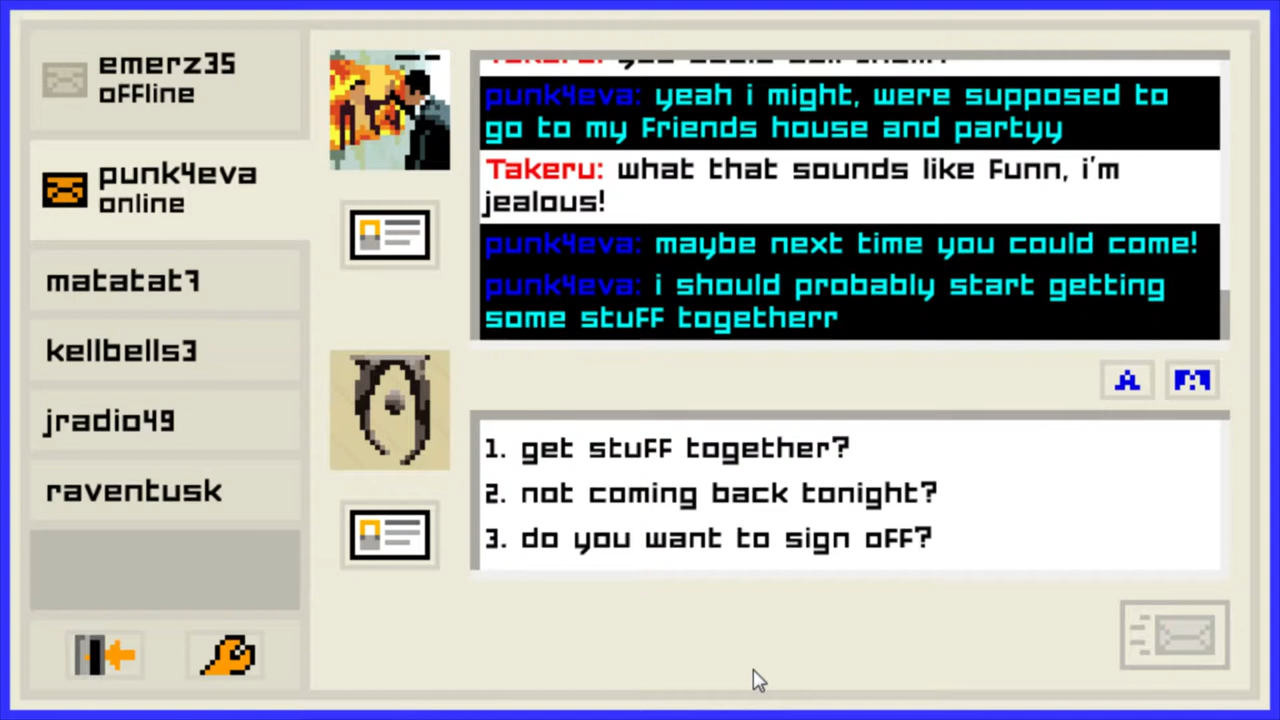 emerz35
offline
punk4eva
online
matatat7
kellbells3
jradio49
raventusk
punk4eva: yeah i might, were supposed to
go to my friends house and partyy
Takeru: what that sounds like funn, i'm
jealous!
punk4eva: maybe next time you could come!
punk4eva: i should probably start getting
some stuff togetherr
A
1. get stuff together?
2. not coming back tonight?
3. do you want to sign off?